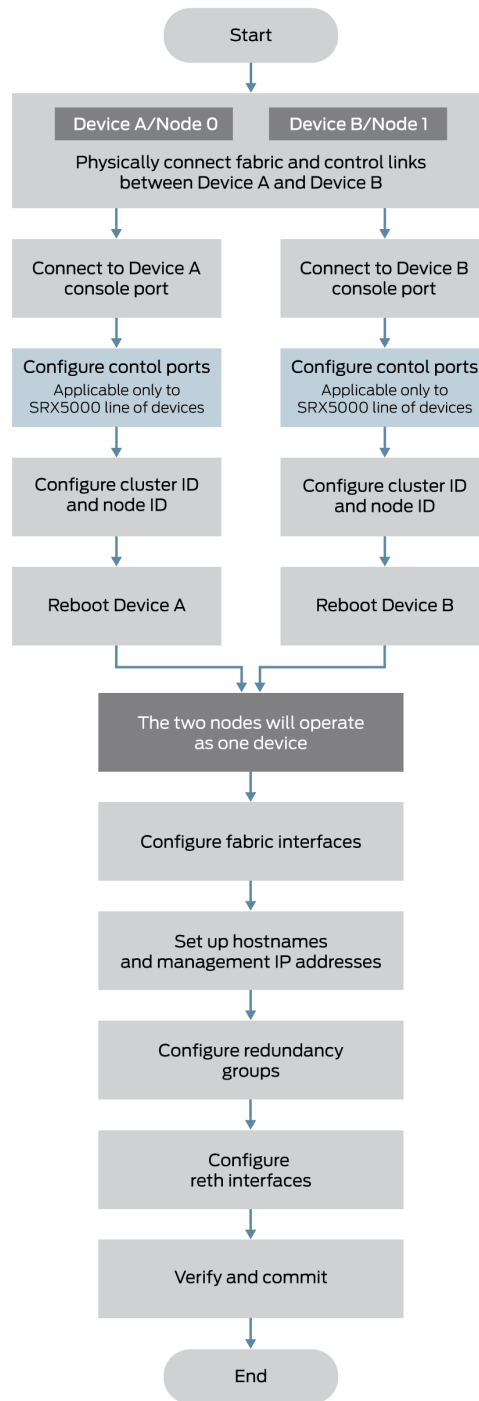 Start
Device A/Node 0
Device B/Node 1
Physically connect fabric and control links
between Device A and Device B
Connect to Device A
console port
Connect to Device B
console port
Configure contol ports
Applicable only to
SRX5000 line of devices
Configure contol ports
Applicable only to
SRX5000 line of devices
Configure cluster ID
and node ID
Configure cluster ID
and node ID
Reboot Device A
Reboot Device B
The two nodes will operate
as one device
Configure fabric interfaces
Set up hostnames
and management IP addresses
Configure redundancy
groups
Configure
reth interfaces
Verify and commit
End